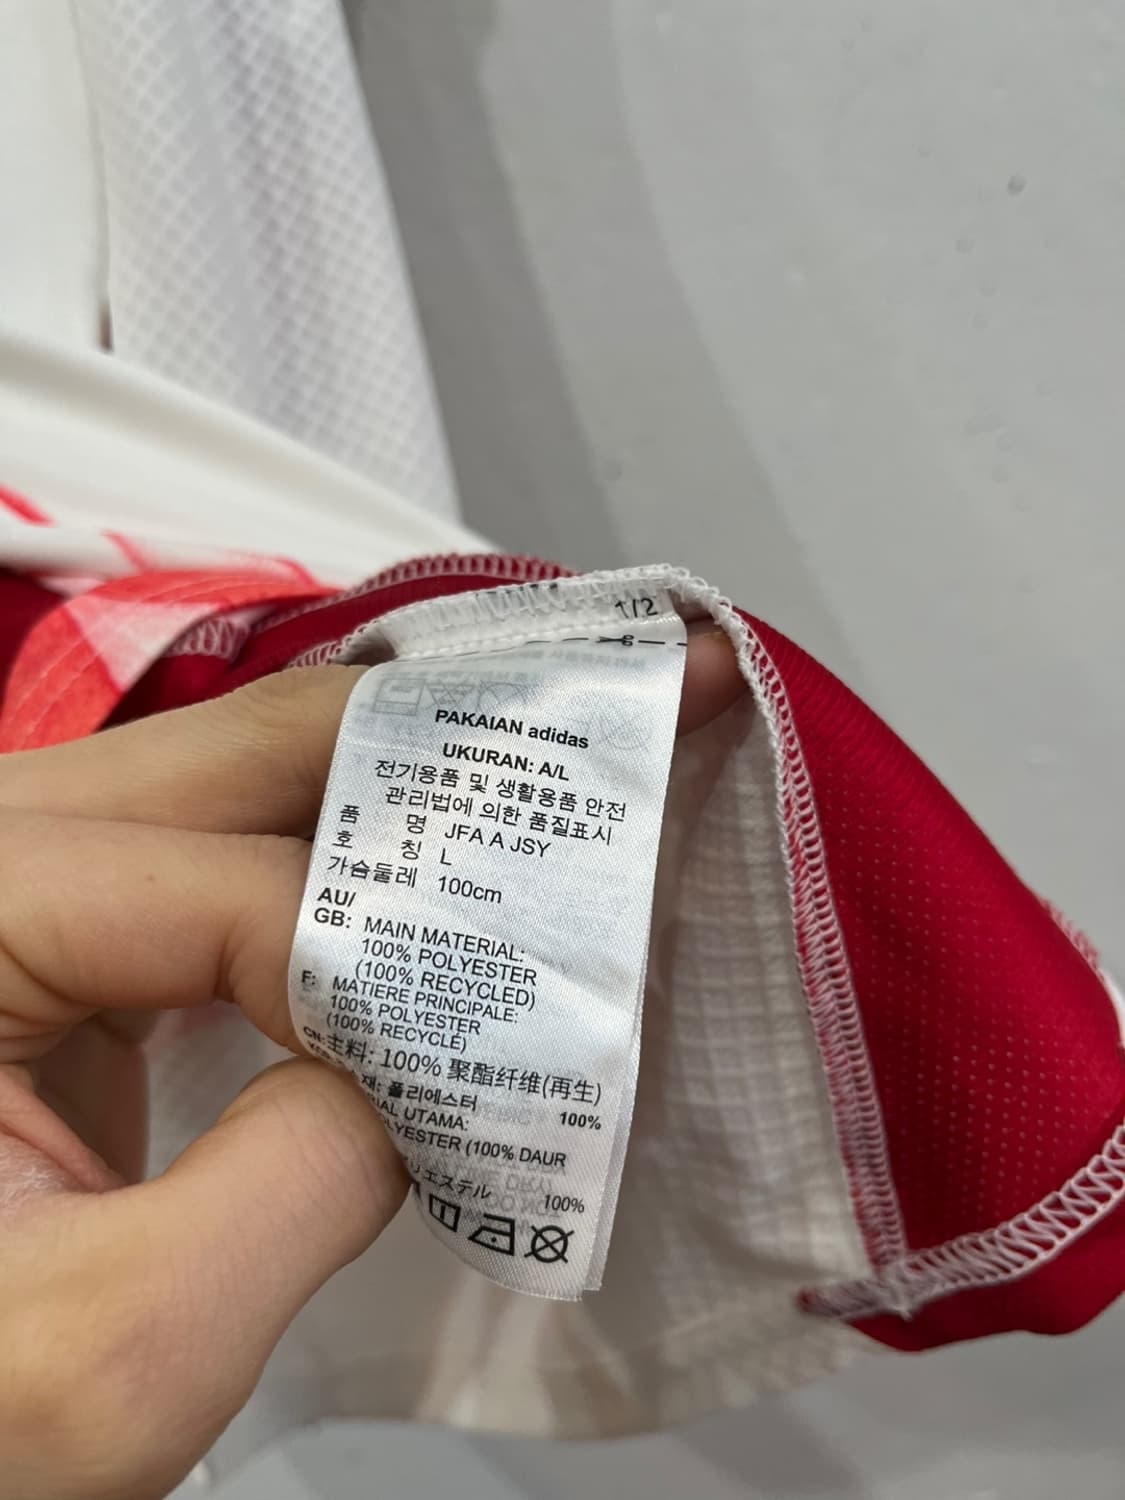 1/2
PAKAIAN adidas
UKURAN: A/L
전기용품 및 생활용품 안전
관리법에 의한 품질표시
품 명 JFA A JSY
호 칭 L
가슴둘레 100cm
AU/
GB: MAIN MATERIAL:
100% POLYESTER
(100% RECYCLED)
F: MATIERE PRINCIPALE:
100% POLYESTER
(100% RECYCLÉ)
CN: 主料: 100% 聚酯纤维(再生)
폴리에스터 100%
UTAMA:
(100% DAUR
エステル 100%